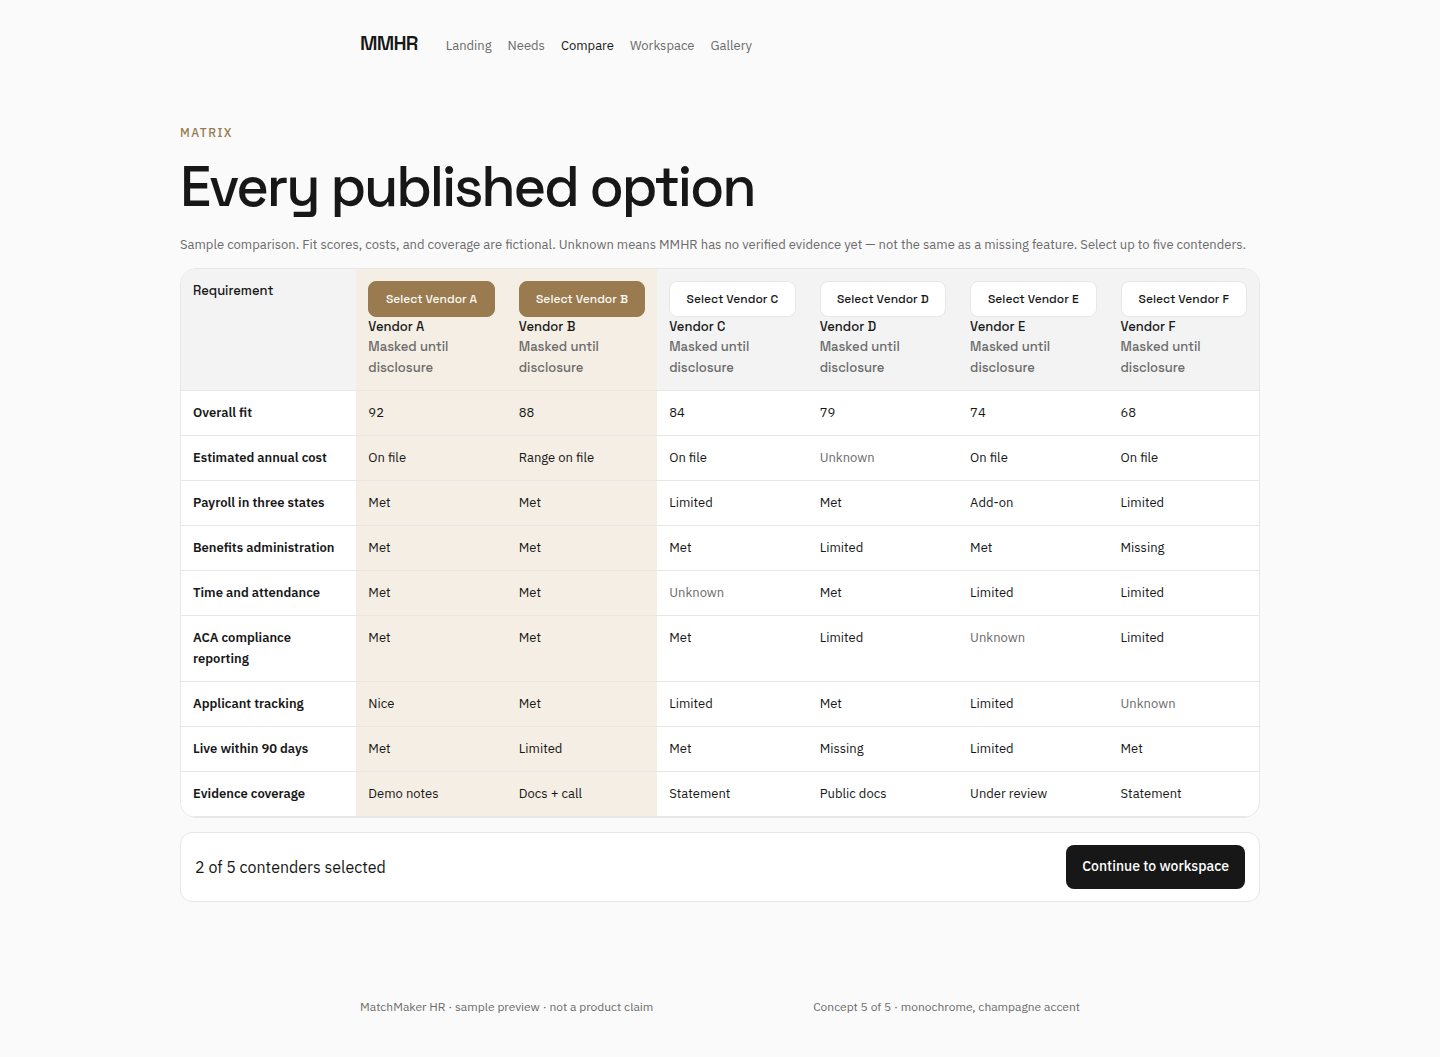 MMHR Landing Needs Compare Workspace Gallery
MATRIX
Every published option
Sample comparison. Fit scores, costs, and coverage are fictional. Unknown means MMHR has no verified evidence yet — not the same as a missing feature. Select up to five contenders.
Requirement Select Vendor A Select Vendor B Select Vendor C Select Vendor D Select Vendor E Select Vendor F
Vendor A Vendor B Vendor C Vendor D Vendor E Vendor F
Masked until Masked until Masked until Masked until Masked until Masked until
disclosure disclosure disclosure disclosure disclosure disclosure
Overall fit 92 88 84 79 74 68
Estimated annual cost On file Range on file On file Unknown On file On file
Payroll in three states Met Met Limited Met Add-on Limited
Benefits administration Met Met Met Limited Met Missing
Time and attendance Met Met Unknown Met Limited Limited
ACA compliance Met Met Met Limited Unknown Limited
reporting
Applicant tracking Nice Met Limited Met Limited Unknown
Live within 90 days Met Limited Met Missing Limited Met
Evidence coverage Demo notes Docs + call Statement Public docs Under review Statement
2 of 5 contenders selected Continue to workspace
MatchMaker HR · sample preview · not a product claim Concept 5 of 5 · monochrome, champagne accent